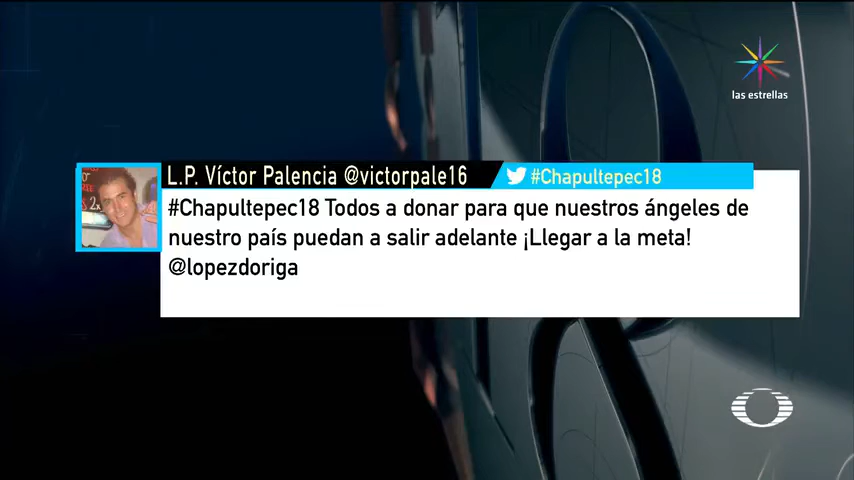 las estrellas
L.P. Víctor Palencia @victorpale16
#Chapultepec18
#Chapultepec18 Todos a donar para que nuestros ángeles de
nuestro país puedan a salir adelante ¡Llegar a la meta!
@lopezdoriga